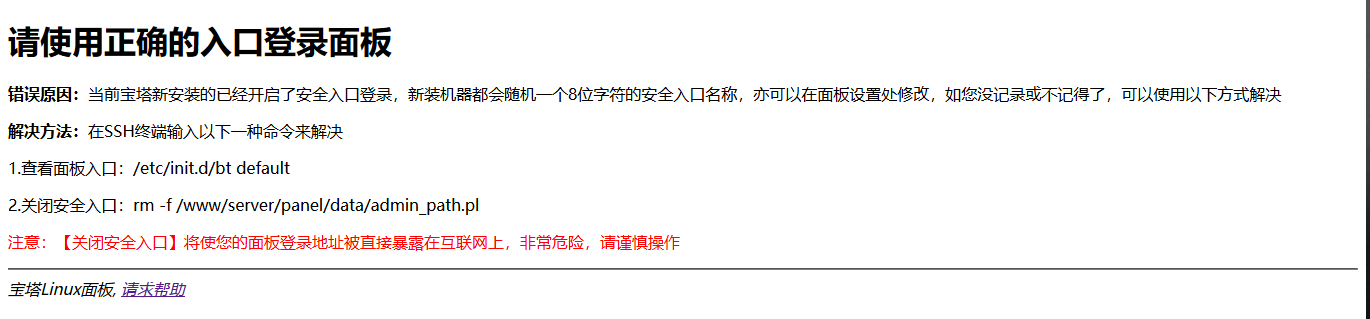 请使用正确的入口登录面板
错误原因：当前宝塔新安装的已经开启了安全入口登录，新装机器都会随机一个8位字符的安全入口名称，亦可以在面板设置处修改，如您没记录或不记得了，可以使用以下方式解决
解决方法：在SSH终端输入以下一种命令来解决
1.查看面板入口：/etc/init.d/bt default
2.关闭安全入口：rm -f /www/server/panel/data/admin_path.pl
注意：【关闭安全入口】将使您的面板登录地址被直接暴露在互联网上，非常危险，请谨慎操作
宝塔Linux面板, 请求帮助